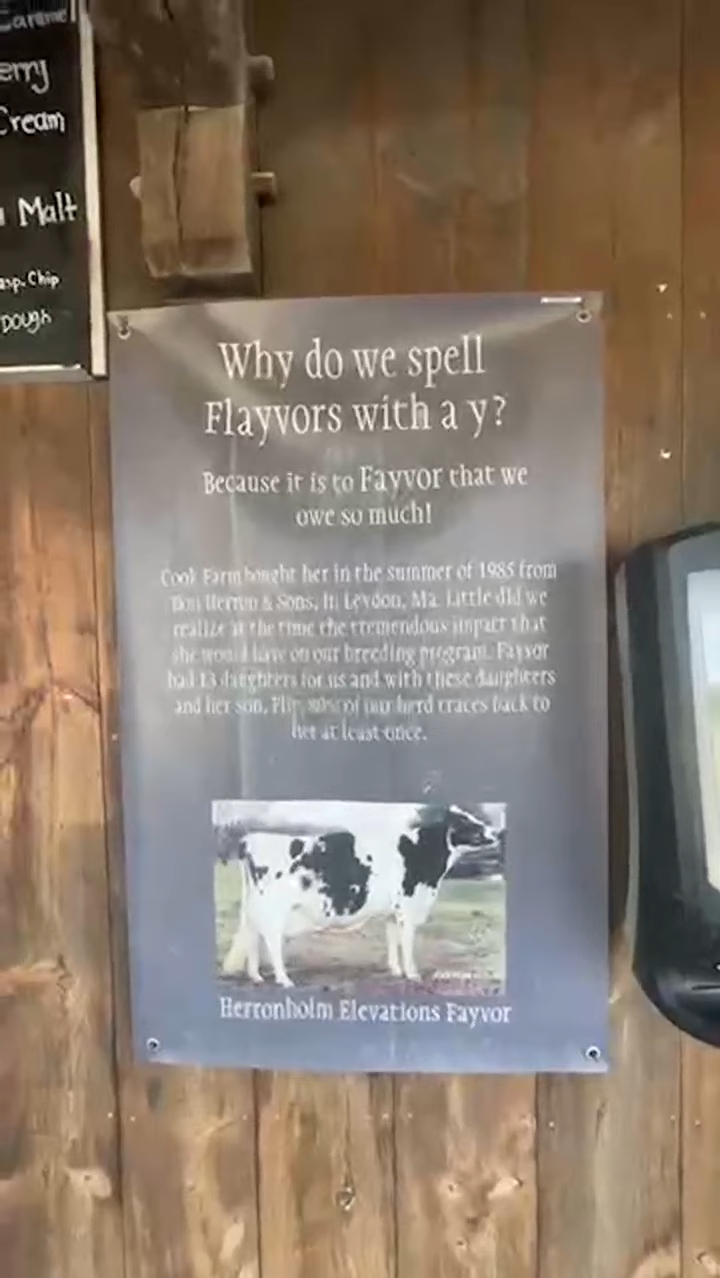 Caramel
erry
Cream
Malt
asp. Chip
Dough
Why do we spell
Flayvors with a y?
Because it is to Fayvor that we
owe so much!
Cook Farm bought her in the summer of 1985 from
Herron & Sons, in Leydon, Ma. Little did we
realize at the time the tremendous impact that
she would have on our breeding program. Fayvor
had 13 daughters for us and with these daughters
and her son, of our herd traces back to
her at least once.
Herronholm Elevations Fayvor